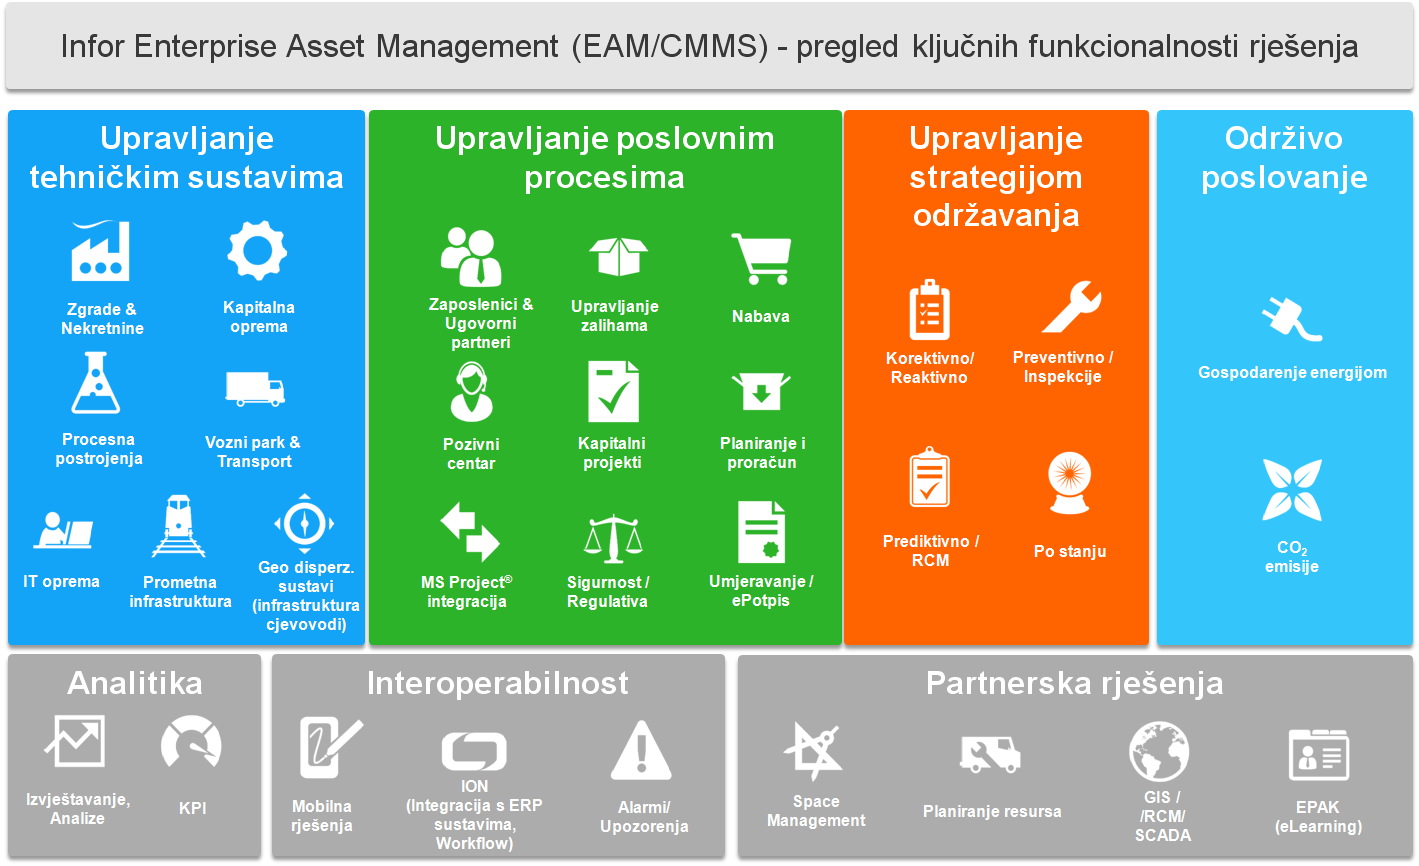 Infor Enterprise Asset Management (EAM/CMMS) - pregled ključnih funkcionalnosti rješenja
Upravljanje
tehničkim sustavima
Zgrade &
Nekretnine
Kapitalna
oprema
Procesna
postrojenja
Vozni park &
Transport
IT oprema
Prometna
infrastruktura
Geo disperz.
sustavi
(infrastruktura
cjevovodi)
Upravljanje poslovnim
procesima
Zaposlenici &
Ugovorni
partneri
Upravljanje
zalihama
Nabava
Pozivni
centar
Kapitalni
projekti
Planiranje i
proračun
MS Project®
integracija
Sigurnost /
Regulativa
Umjeravanje /
ePotpis
Upravljanje
strategijom
održavanja
Korektivno/
Reaktivno
Preventivno /
Inspekcije
Prediktivno /
RCM
Po stanju
Održivo
poslovanje
Gospodarenje energijom
CO₂
emisije
Analitika
Izvještavanje,
Analize
KPI
Interoperabilnost
Mobilna
rješenja
ION
(Integracija s ERP
sustavima,
Workflow)
Alarmi/
Upozorenja
Partnerska rješenja
Space
Management
Planiranje resursa
GIS /
/RCM/
SCADA
EPAK
(eLearning)